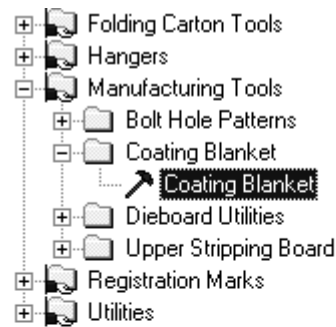 Folding Carton Tools
Hangers
Manufacturing Tools
Bolt Hole Patterns
Coating Blanket
Coating Blanket
Dieboard Utilities
Upper Stripping Board
Registration Marks
Utilities